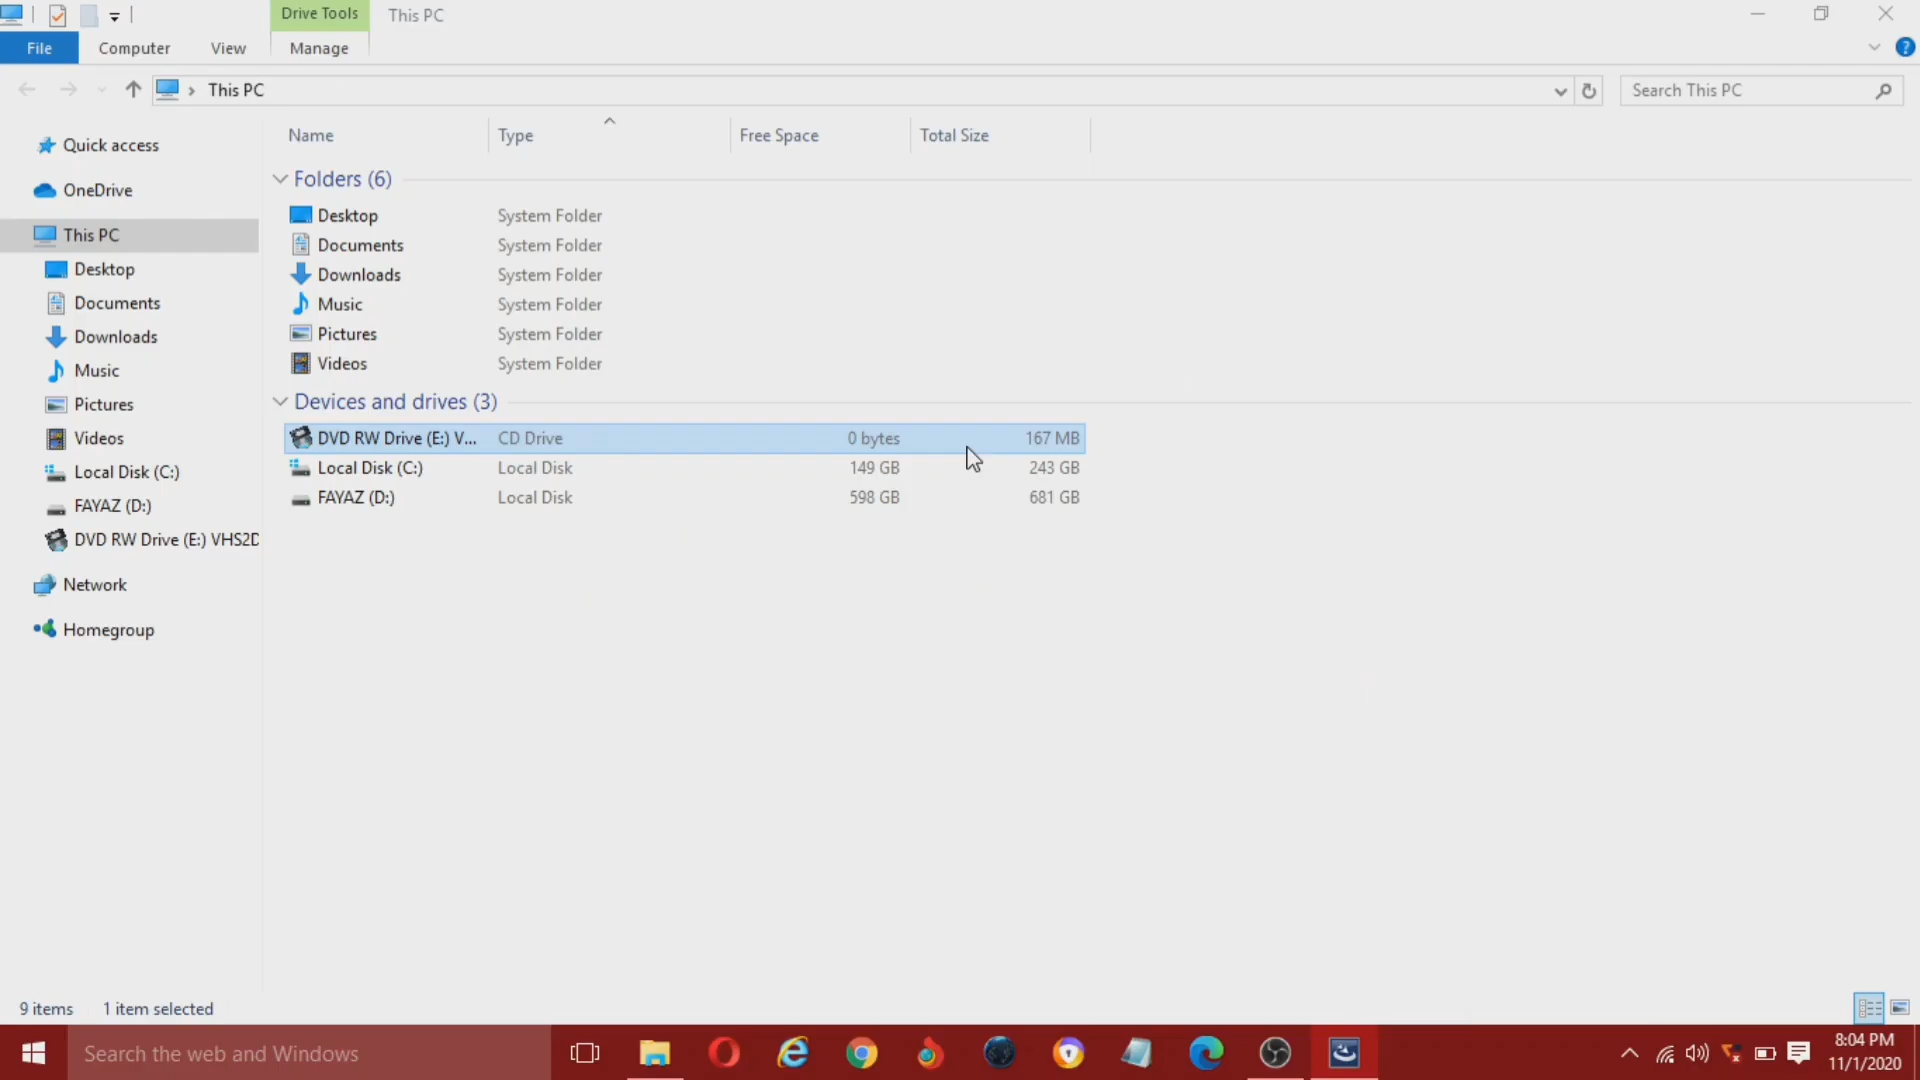 Drive Tools This PC
File Computer View Manage
This PC Search This PC
Quick access
OneDrive
This PC
Desktop
Documents
Downloads
Music
Pictures
Videos
Local Disk (C:)
FAYAZ (D:)
DVD RW Drive (E:) VHS2D
Network
Homegroup
Name Type Free Space Total Size
Folders (6)
Desktop System Folder
Documents System Folder
Downloads System Folder
Music System Folder
Pictures System Folder
Videos System Folder
Devices and drives (3)
DVD RW Drive (E:) V... CD Drive 0 bytes 167 MB
Local Disk (C:) Local Disk 149 GB 243 GB
FAYAZ (D:) Local Disk 598 GB 681 GB
9 items 1 item selected
Search the web and Windows
8:04 PM
11/1/2020